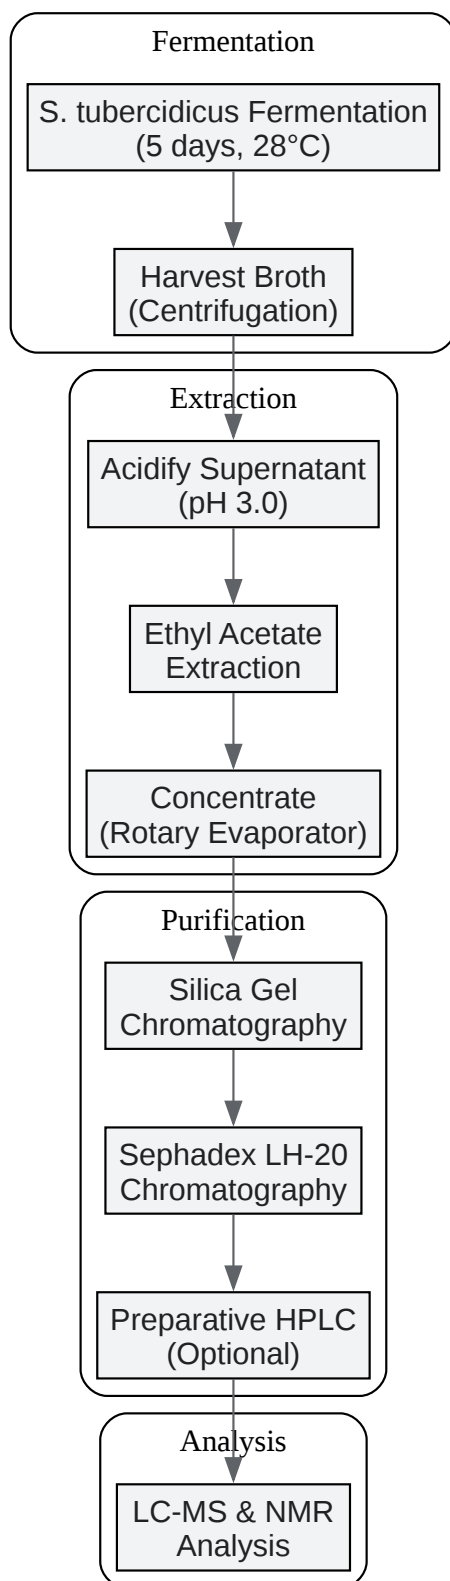 Fermentation
S. tubercidicus Fermentation
(5 days, 28°C)
Harvest Broth
(Centrifugation)
Extraction
Acidify Supernatant
(pH 3.0)
Ethyl Acetate
Extraction
Concentrate
(Rotary Evaporator)
Purification
Silica Gel
Chromatography
Sephadex LH-20
Chromatography
Preparative HPLC
(Optional)
Analysis
LC-MS & NMR
Analysis